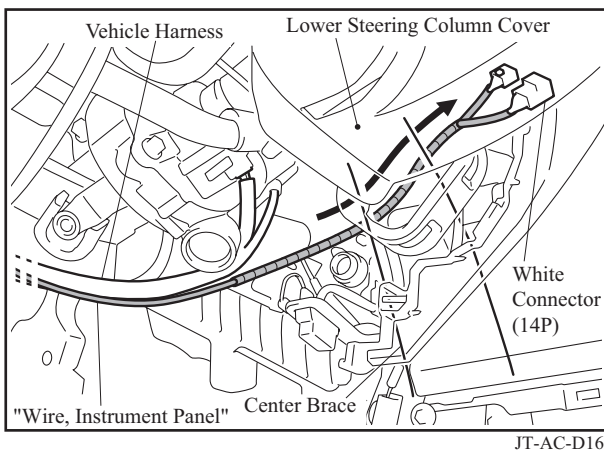 Vehicle Harness
Lower Steering Column Cover
White
Connector
(14P)
"Wire, Instrument Panel"
Center Brace
JT-AC-D16